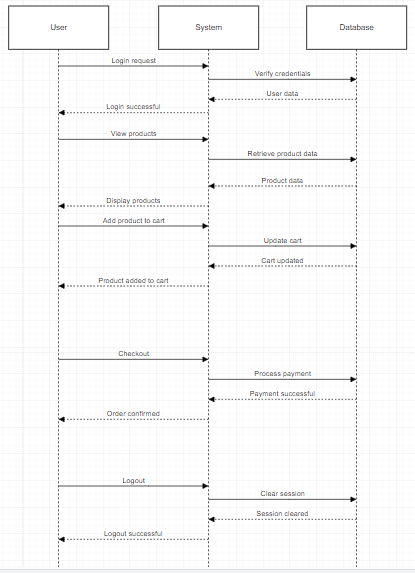 User
System
Database
Login request
Verify credentials
User data
Login successful
View products
Retrieve product data
Product data
Display products
Add product to cart
Update cart
Cart updated
Product added to cart
Checkout
Process payment
Payment successful
Order confirmed
Logout
Clear session
Session cleared
Logout successful